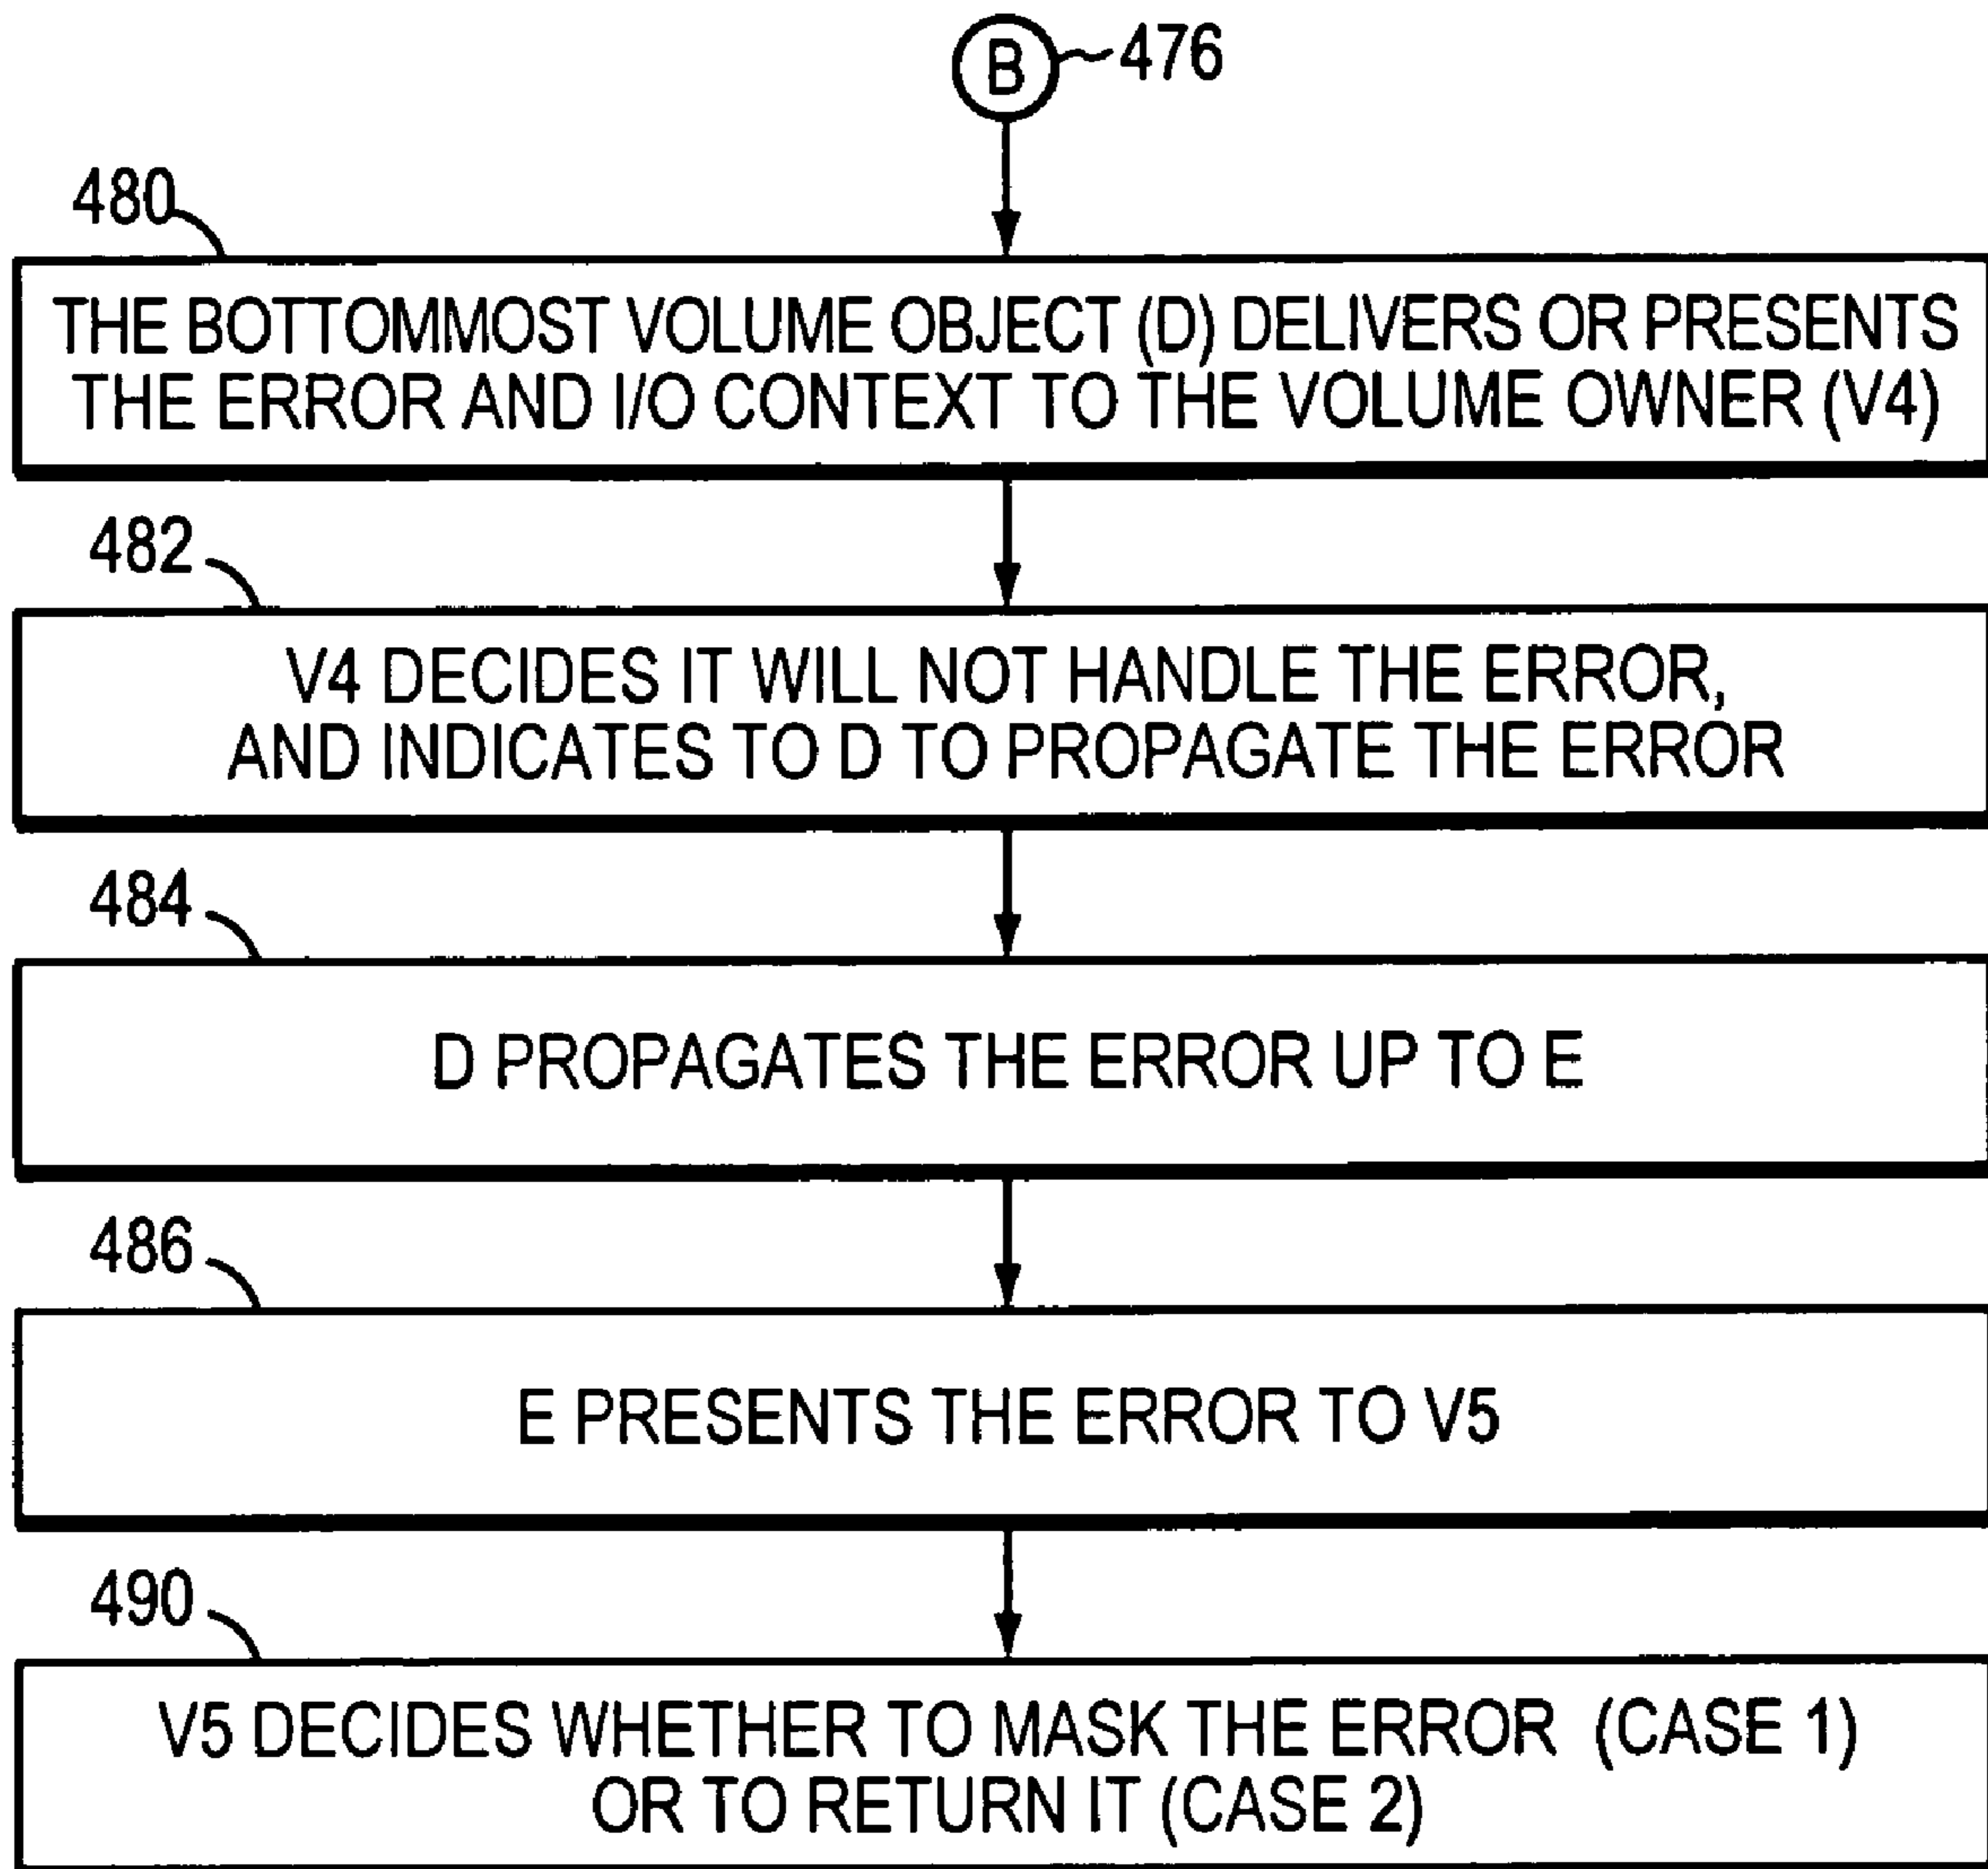 B 476
480
THE BOTTOMMOST VOLUME OBJECT (D) DELIVERS OR PRESENTS
THE ERROR AND I/O CONTEXT TO THE VOLUME OWNER (V4)
482
V4 DECIDES IT WILL NOT HANDLE THE ERROR,
AND INDICATES TO D TO PROPAGATE THE ERROR
484
D PROPAGATES THE ERROR UP TO E
486
E PRESENTS THE ERROR TO V5
490
V5 DECIDES WHETHER TO MASK THE ERROR (CASE 1)
OR TO RETURN IT (CASE 2)